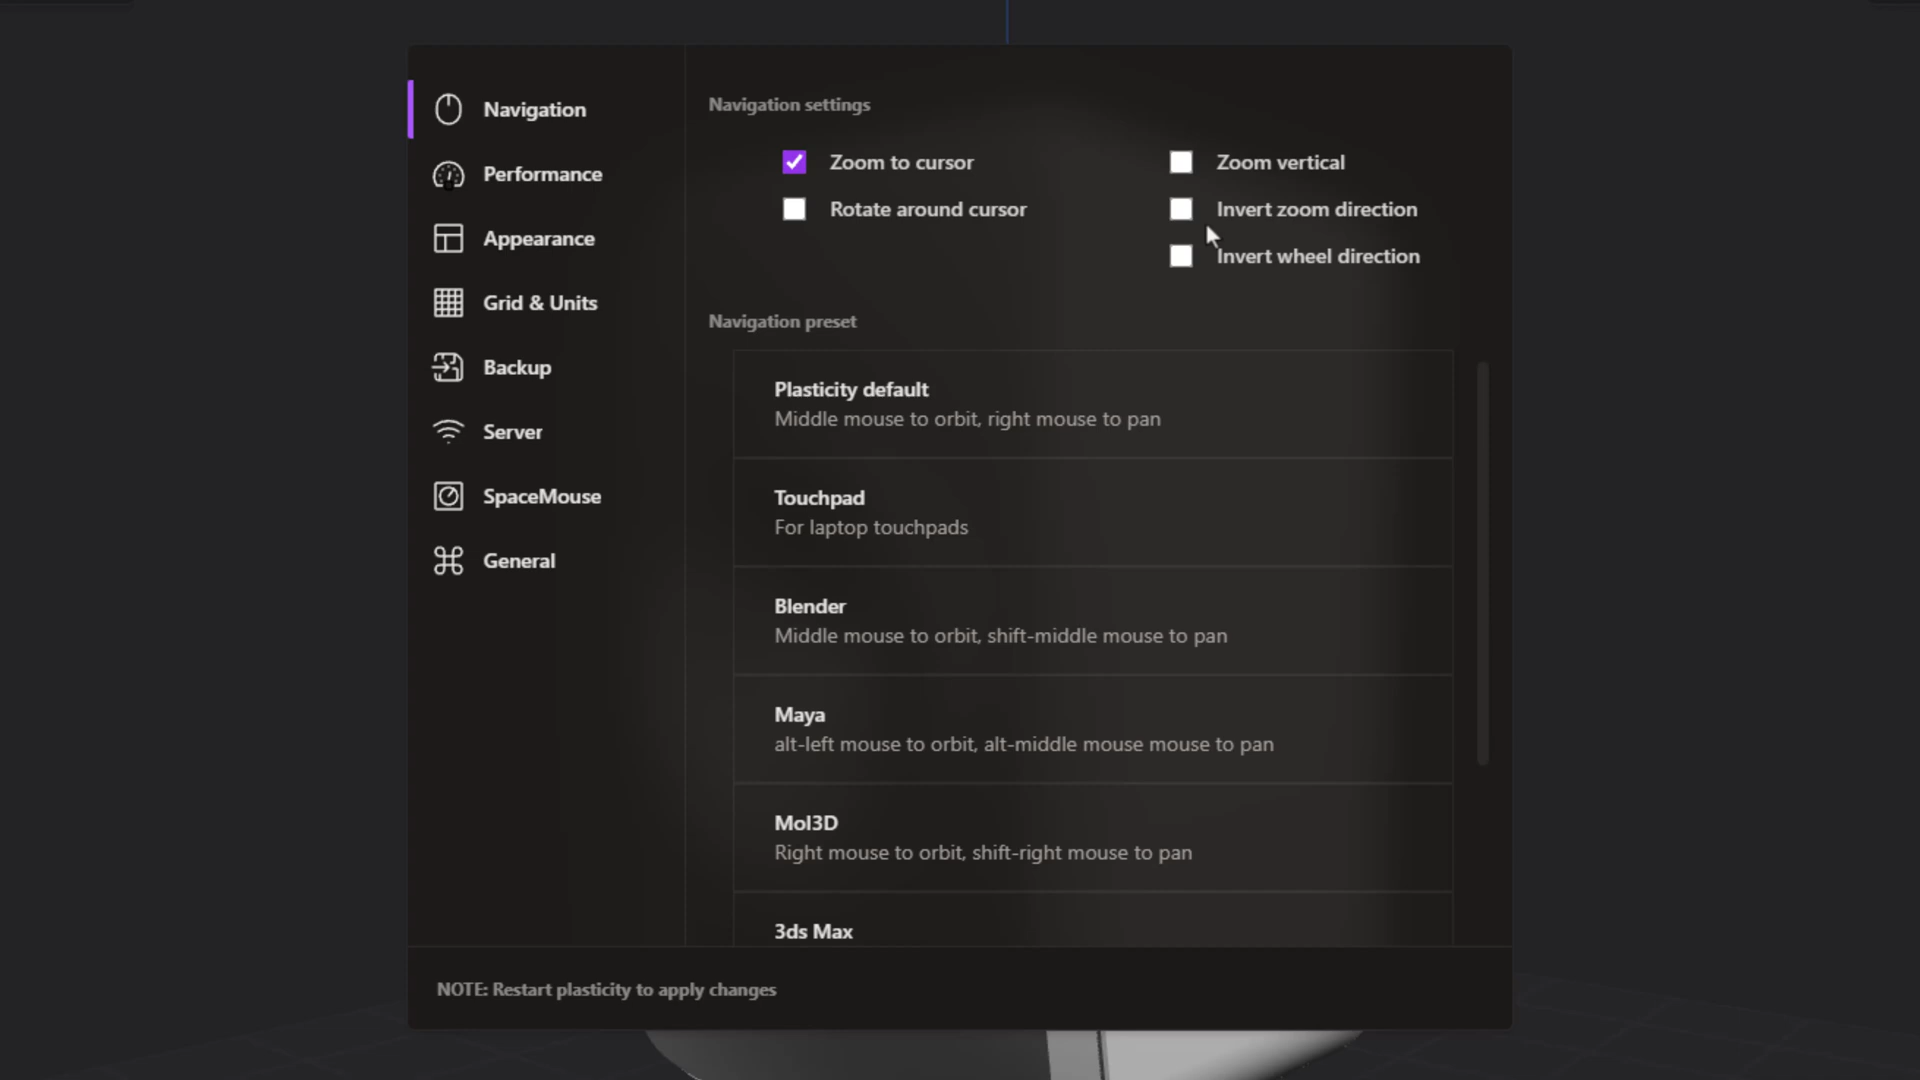 Navigation
Performance
Appearance
Grid & Units
Backup
Server
SpaceMouse
General
Navigation settings
Zoom to cursor
Rotate around cursor
Zoom vertical
Invert zoom direction
Invert wheel direction
Navigation preset
Plasticity default
Middle mouse to orbit, right mouse to pan
Touchpad
For laptop touchpads
Blender
Middle mouse to orbit, shift-middle mouse to pan
Maya
alt-left mouse to orbit, alt-middle mouse mouse to pan
MoI3D
Right mouse to orbit, shift-right mouse to pan
3ds Max
NOTE: Restart plasticity to apply changes